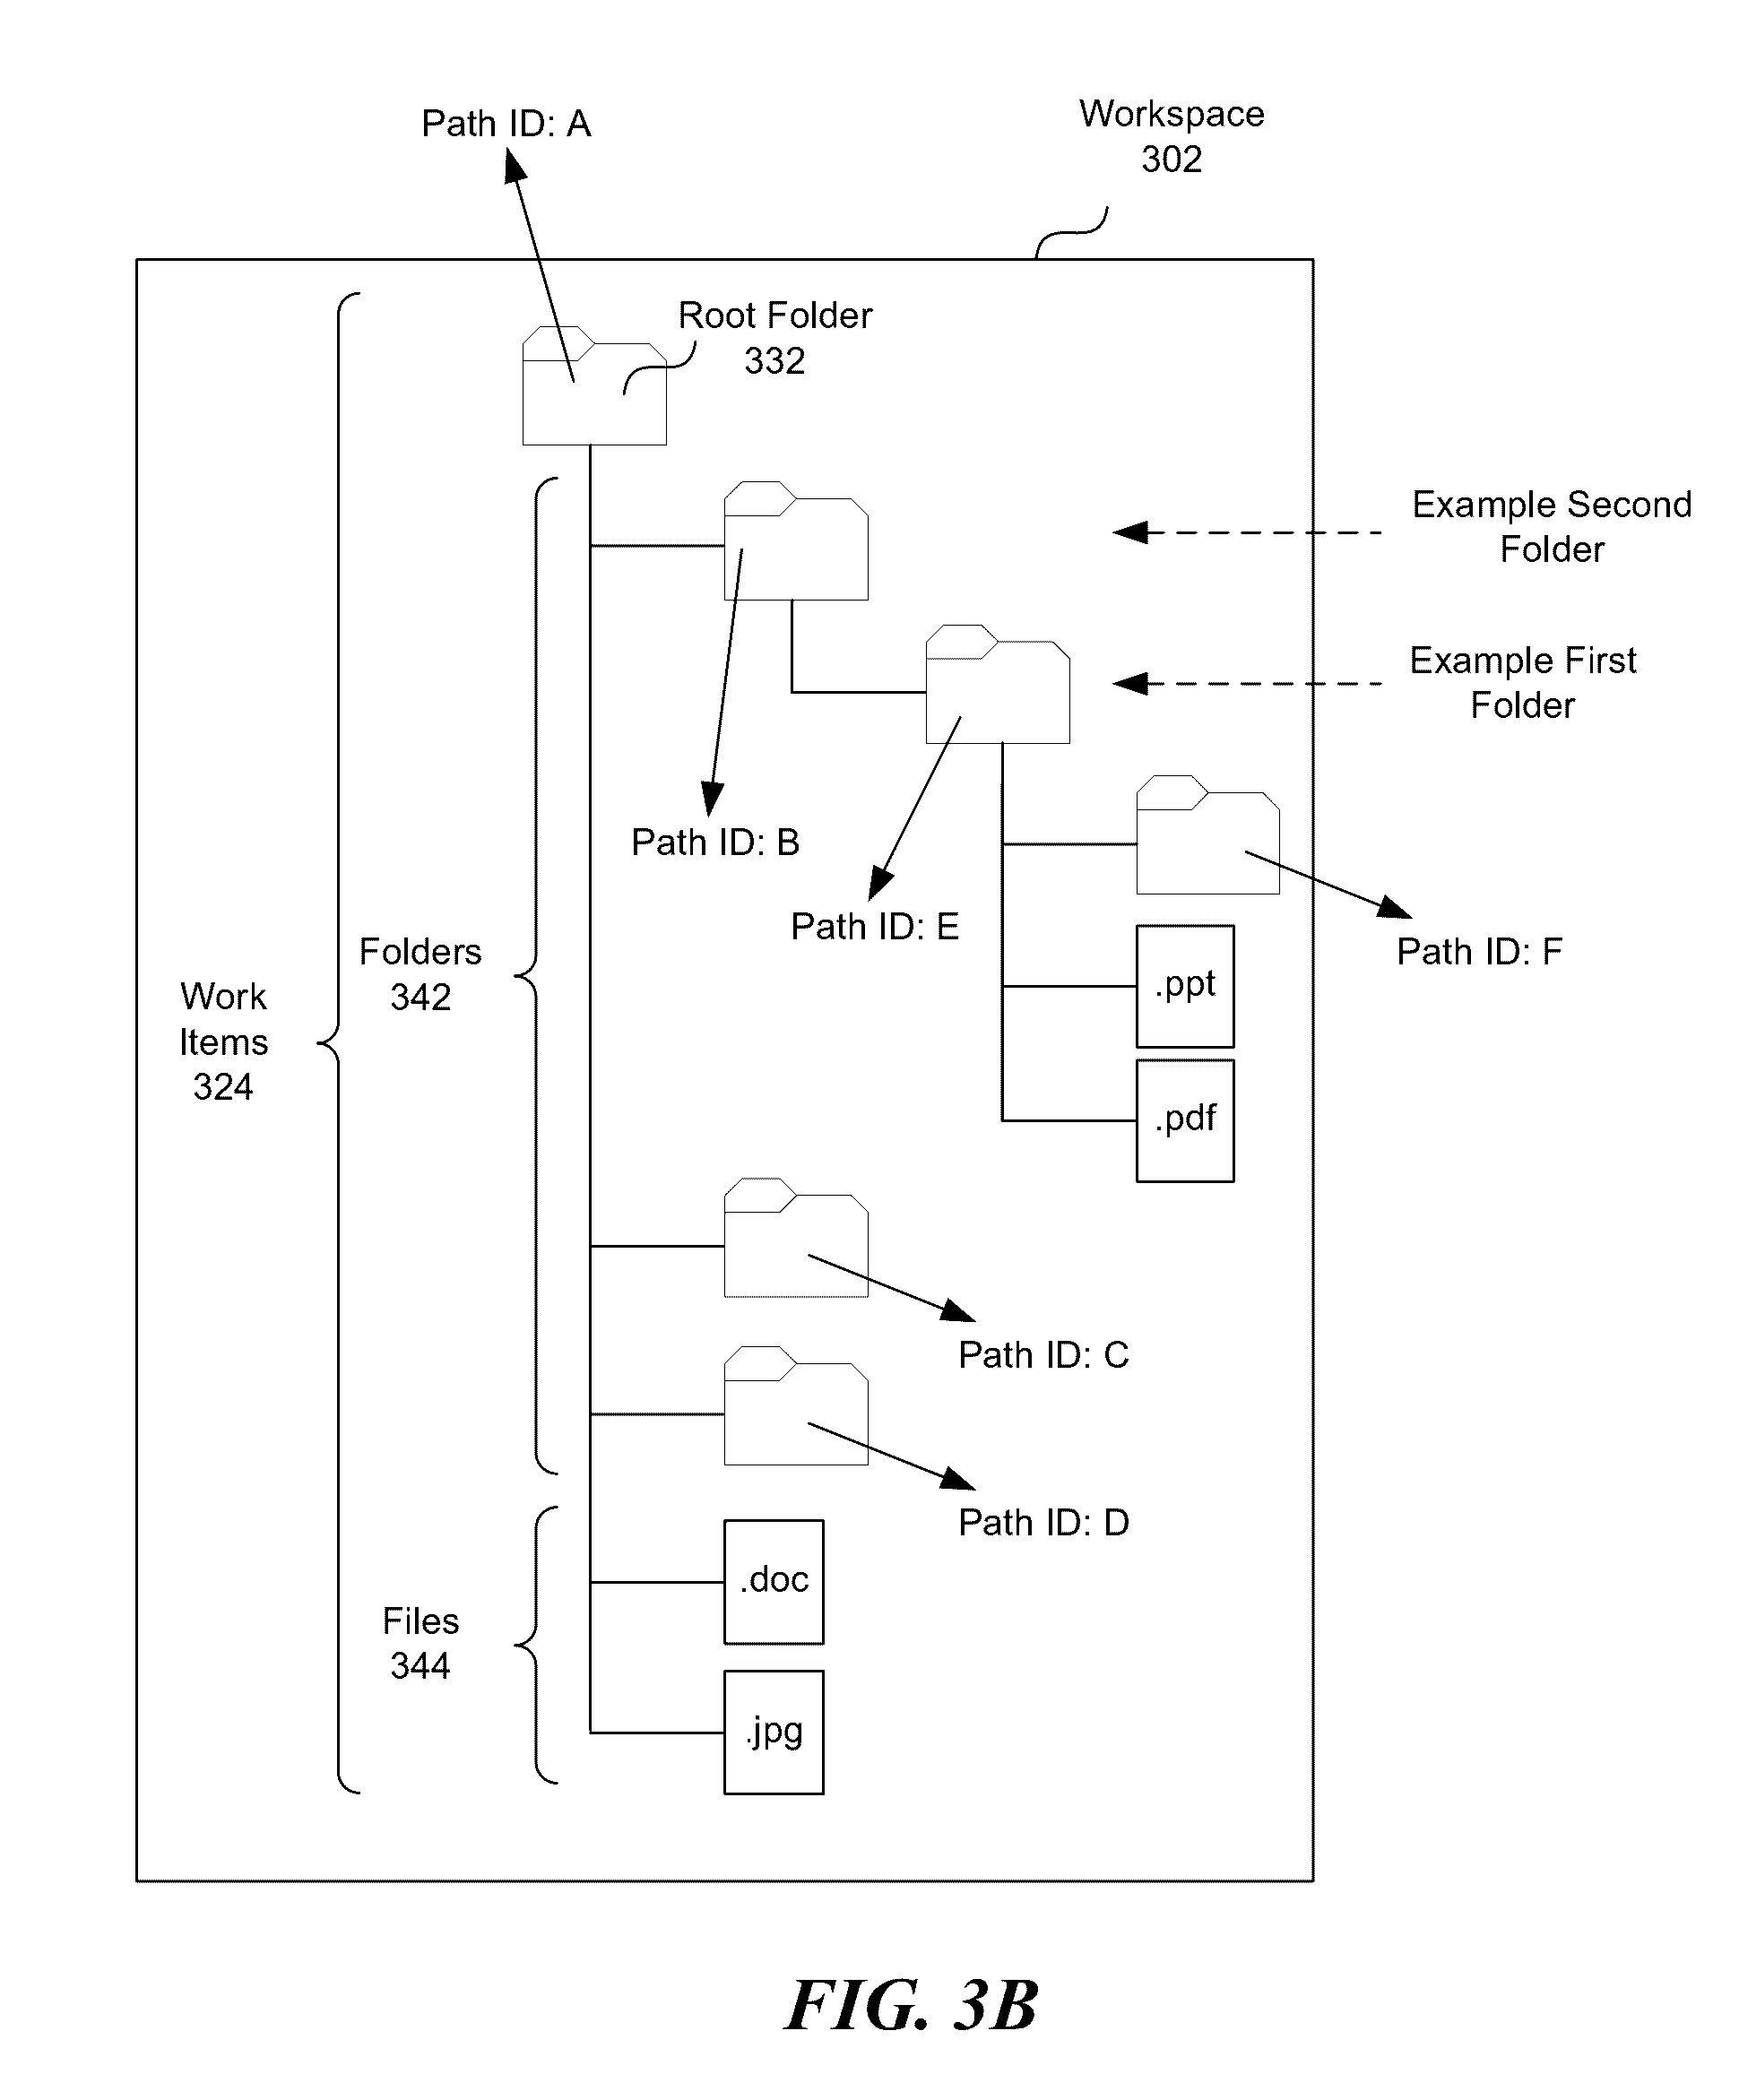 Path ID: A
Workspace
302
Root Folder
332
Example Second
Folder
Example First
Folder
Path ID: B
Path ID: E
Path ID: F
Folders
342
Work
Items
324
.ppt
.pdf
Path ID: C
Path ID: D
.doc
Files
344
.jpg
FIG. 3B